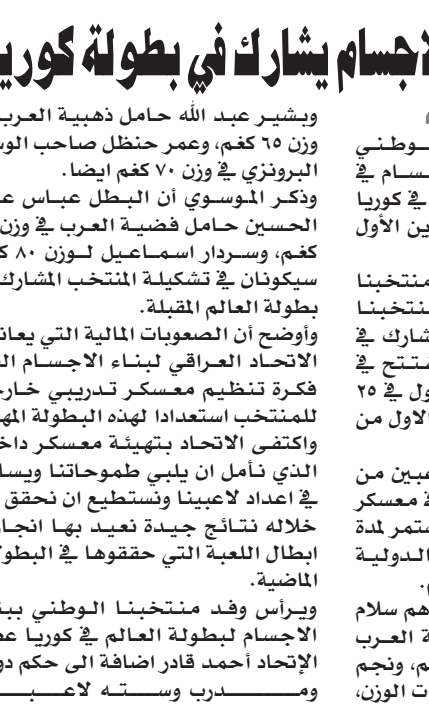 لاجسام يشارك في بطولة كوريا
وطني
سام في
في كوريا
ين الأول
منتخبنا
نتخبنا
شارك في
فتتح في
ول في ٢٥
الاول من
عبين من
معسكر
ستمر لمدة
الدولية
هم سلام
ة العرب
م، ونجم
ت الوزن،
وبشير عبد الله حامل ذهبية العرب
وزن ٦٥ كغم، وعمر حنظل صاحب الوس
البرونزي في وزن ٧٠ كغم ايضا.
وذكر الموسوي أن البطل عباس ع
الحسين حامل فضية العرب في وزن
كغم، وسردار اسماعيل لوزن ٨٠ ك
سيكونان في تشكيلة المنتخب المشارك
بطولة العالم المقبلة.
وأوضح أن الصعوبات المالية التي يعان
الاتحاد العراقي لبناء الاجسام ال
فكرة تنظيم معسكر تدريبي خار
للمنتخب استعدادا لهذه البطولة المه
واكتفى الاتحاد بتهيئة معسكر داخ
الذي نأمل ان يلبي طموحاتنا ويسا
في اعداد لاعبينا ونستطيع ان نحقق
خلاله نتائج جيدة نعيد بها انجا
ابطال اللعبة التي حققوها في البطو
الماضية.
ويرأس وفد منتخبنا الوطني ببن
الاجسام لبطولة العالم في كوريا ع
الإتحاد أحمد قادر اضافة الى حكم دو
ومدرب وسته لاعب